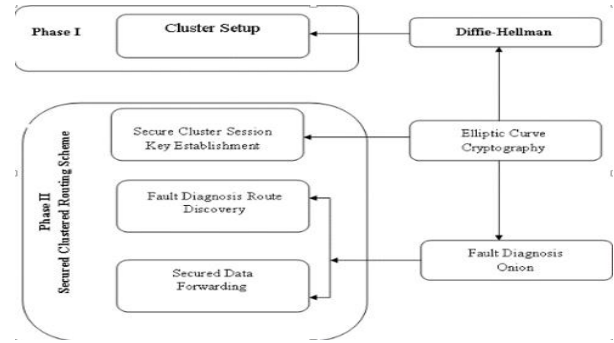 Phase I
Cluster Setup
Diffie-Hellman
Phase II
Secured Clustered Routing Scheme
Secure Cluster Session
Key Establishment
Elliptic Curve
Cryptography
Fault Diagnosis Route
Discovery
Secured Data
Forwarding
Fault Diagnosis
Onion